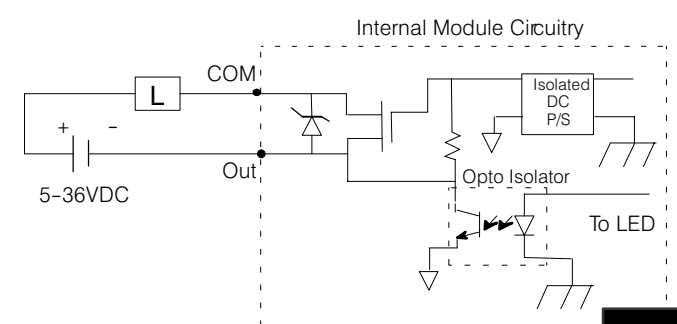 Internal Module Circuitry
COM
L
Isolated
DC
P/S
+ -
Out
5-36VDC
Opto Isolator
To LED